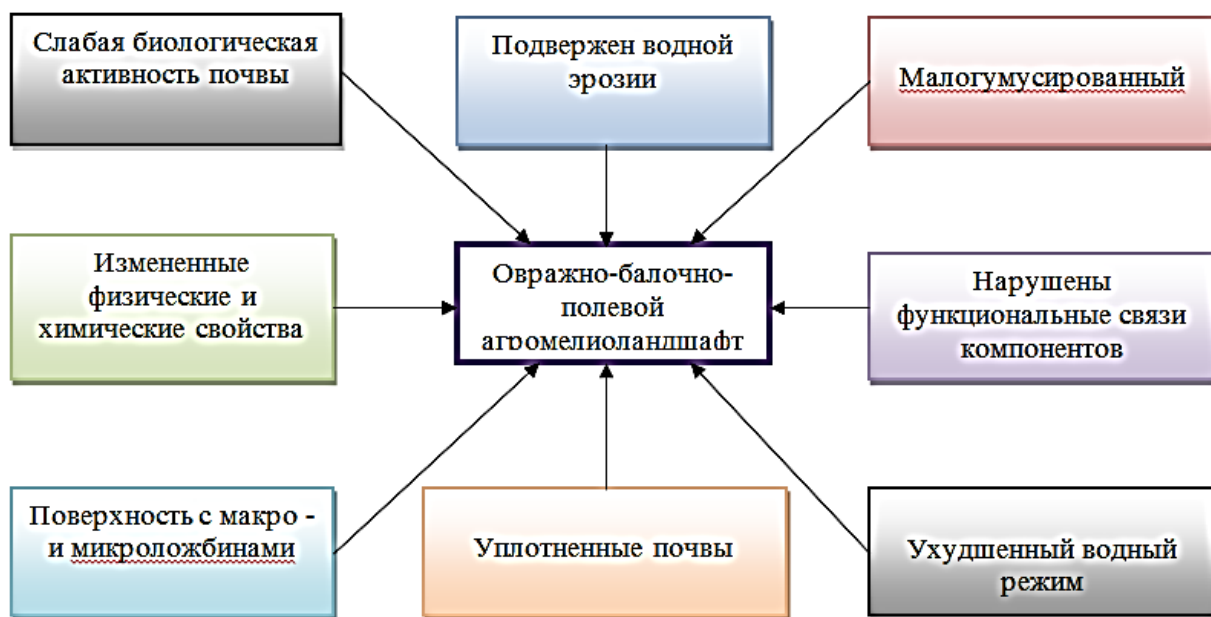 Слабая биологическая
активность почвы
Подвержен водной
эрозии
Малогумусированный
Измененные
физические и
химические свойства
Овражно-балочно-
полевой
агромелиоландшафт
Нарушены
функциональные связи
компонентов
Поверхность с макро -
и микроложбинами
Уплотненные почвы
Ухудшенный водный
режим